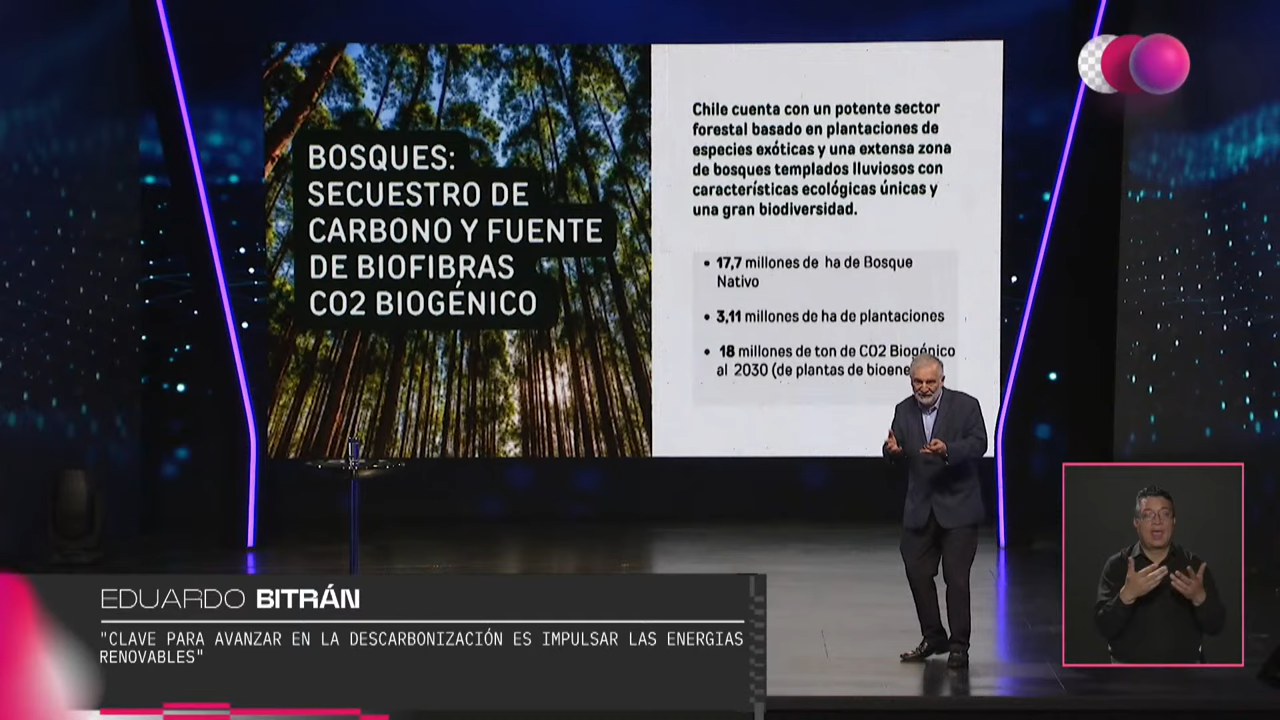 BOSQUES:
SECUESTRO DE
CARBONO Y FUENTE
DE BIOFIBRAS
CO2 BIOGÉNICO
Chile cuenta con un potente sector
forestal basado en plantaciones de
especies exóticas y una extensa zona
de bosques templados lluviosos con
características ecológicas únicas y
una gran biodiversidad.
• 17,7 millones de ha de Bosque
Nativo
• 3,11 millones de ha de plantaciones
• 18 millones de ton de CO2 Biogénico
al 2030 (de plantas de
EDUARDO BITRÁN
"CLAVE PARA AVANZAR EN LA DESCARBONIZACIÓN ES IMPULSAR LAS ENERGIAS
RENOVABLES"